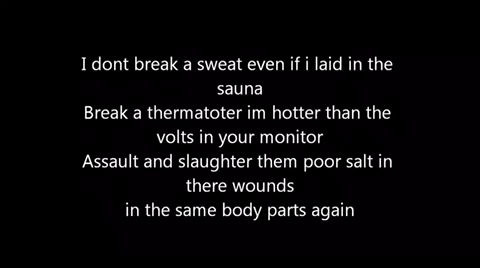 I dont break a sweat even if i laid in the
sauna
Break a thermatoter im hotter than the
volts in your monitor
Assault and slaughter them poor salt in
there wounds
in the same body parts again